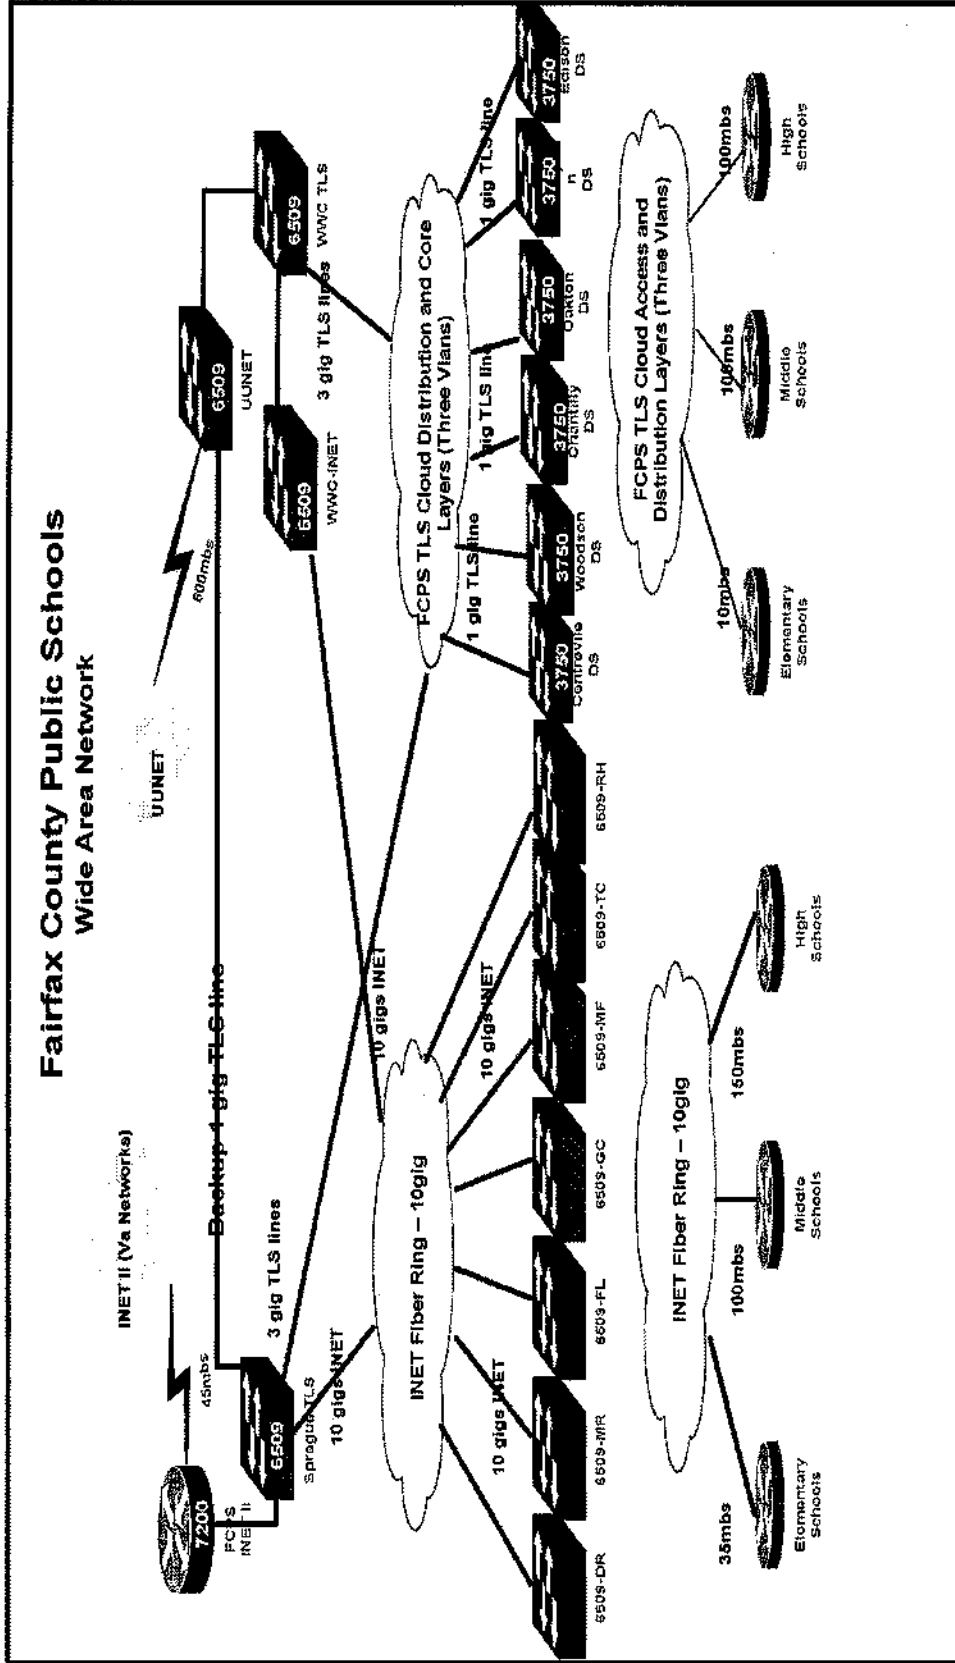 Fairfax County Public Schools
Wide Area Network
INET II (Va Networks)
UUNET
45mbs
600mbs
7200
FCPS
INET II
Backup 1 gig TLS line
6509
UUNET
6509
Sprague TLS
3 gig TLS lines
10 gigs INET
6509
WWC-INET
3 gig TLS lines
6509
WWC TLS
10 gigs INET
INET Fiber Ring – 10gig
FCPS TLS Cloud Distribution and Core
Layers (Three Vlans)
10 gigs INET
10 gigs INET
1 gig TLS line
1 gig TLS line
1 gig TLS line
6509-DR
6509-MR
6509-FL
6509-GC
6509-MF
6509-TC
6509-RH
3750
Centreville
DS
3750
Woodson
DS
3750
Chantilly
DS
3750
Oakton
DS
3750
n
DS
3750
Edison
DS
INET Fiber Ring – 10gig
FCPS TLS Cloud Access and
Distribution Layers (Three Vlans)
35mbs
100mbs
150mbs
10mbs
100mbs
100mbs
Elementary
Schools
Middle
Schools
High
Schools
Elementary
Schools
Middle
Schools
High
Schools